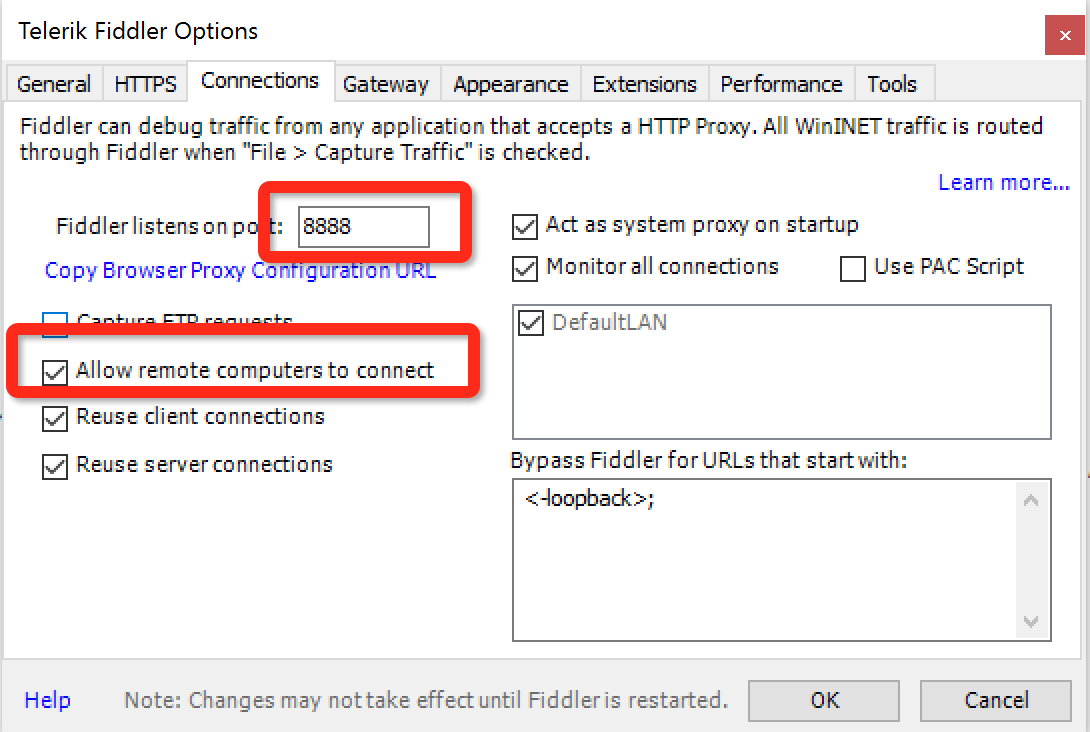 Telerik Fiddler Options
General HTTPS Connections Gateway Appearance Extensions Performance Tools
Fiddler can debug traffic from any application that accepts a HTTP Proxy. All WinINET traffic is routed
through Fiddler when "File > Capture Traffic" is checked.
Learn more...
Fiddler listens on port: 8888
Copy Browser Proxy Configuration URL
Capture FTP requests
Allow remote computers to connect
Reuse client connections
Reuse server connections
Act as system proxy on startup
Monitor all connections Use PAC Script
DefaultLAN
Bypass Fiddler for URLs that start with:
<-loopback>;
Help Note: Changes may not take effect until Fiddler is restarted. OK Cancel